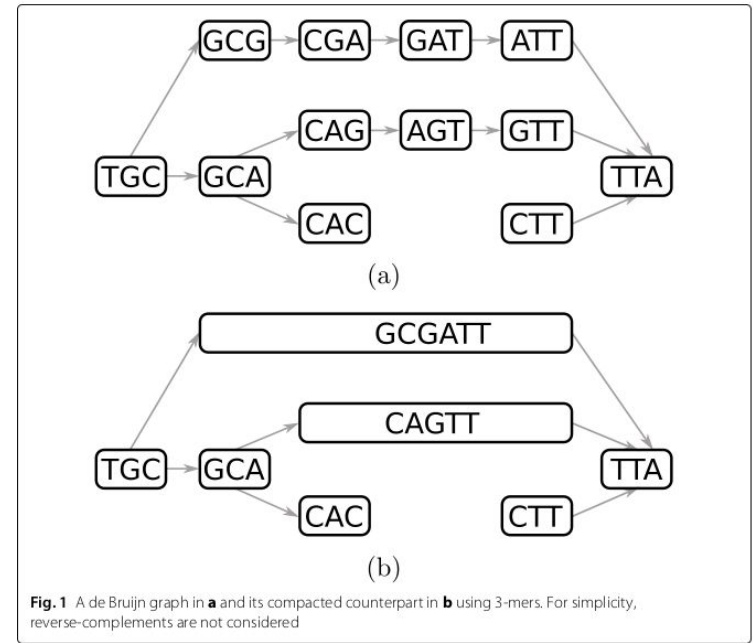 GCG CGA GAT ATT
CAG AGT GTT
TGC GCA TTA
CAC CTT
(a)
GCGATT
CAGTT
TGC GCA TTA
CAC CTT
(b)
Fig. 1 A de Bruijn graph in a and its compacted counterpart in b using 3-mers. For simplicity,
reverse-complements are not considered